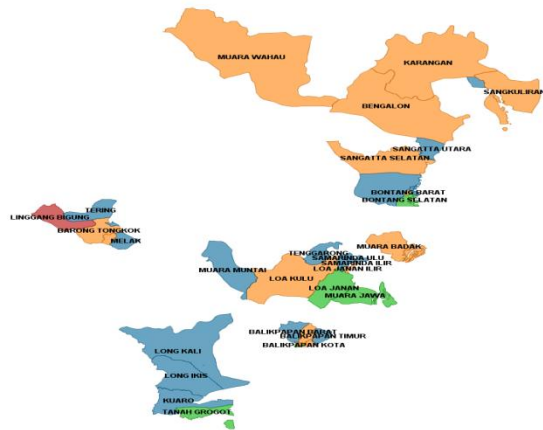 MUARA WAHAU
KARANGAN
SANGKULIRAN
BENGALON
SANGATTA UTARA
SANGATTA SELATAN
BONTANG BARAT
BONTANG SELATAN
TERING
LINGGANG BIGUNG
BARONG TONGKOK
MELAK
MUARA BADAK
TENGGARONG
SAMARINDA ULU
SAMARINDA ILIR
LOA JANAN ILIR
MUARA MUNTAI
LOA KULU
LOA JANAN
MUARA JAWA
BALIKPAPAN BARAT
BALIKPAPAN TIMUR
BALIKPAPAN KOTA
LONG KALI
LONG IKIS
KUARO
TANAH GROGOT